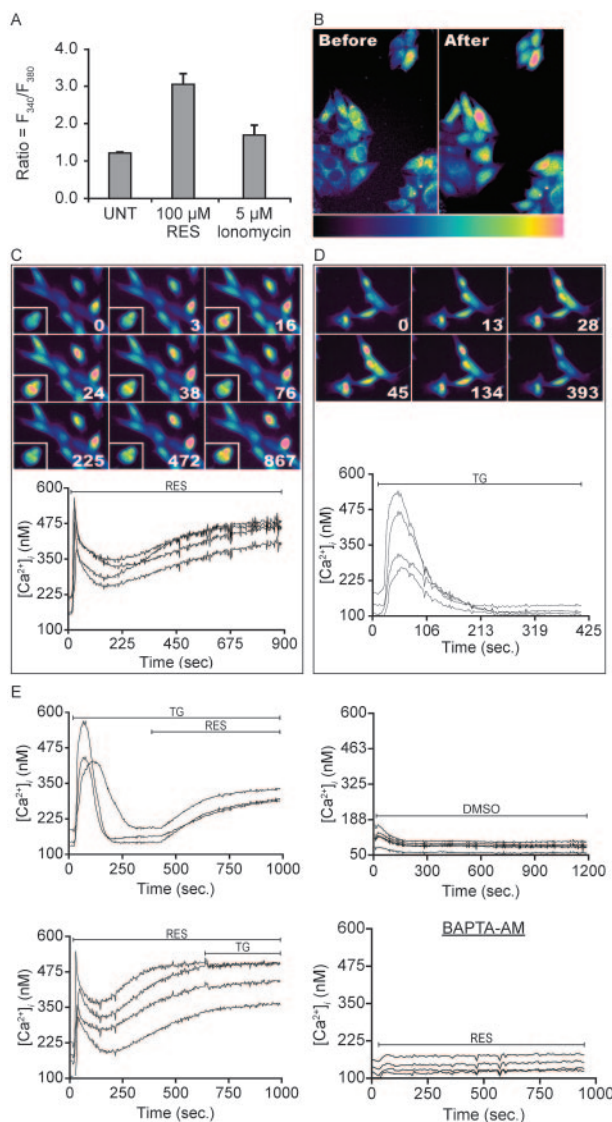 A
Ratio = F340/F380
4.0
3.0
2.0
1.0
0.0
UNT
100 μM
RES
5 μM
Ionomycin
B
Before
After
C
0
3
16
24
38
76
225
472
867
RES
[Ca2+]i (nM)
600
475
350
225
100
0
225
450
675
900
Time (sec)
D
0
13
28
45
134
393
TG
[Ca2+]i (nM)
600
475
350
225
100
0
106
213
319
425
Time (sec.)
E
TG
RES
[Ca2+]i (nM)
600
475
350
225
100
0
250
500
750
1000
Time (sec.)
DMSO
[Ca2+]i (nM)
600
463
325
188
50
0
300
600
900
1200
Time (sec.)
RES
TG
[Ca2+]i (nM)
600
475
350
225
100
0
250
500
750
1000
Time (sec.)
BAPTA-AM
RES
[Ca2+]i (nM)
600
475
350
225
100
0
250
500
750
1000
Time (sec.)